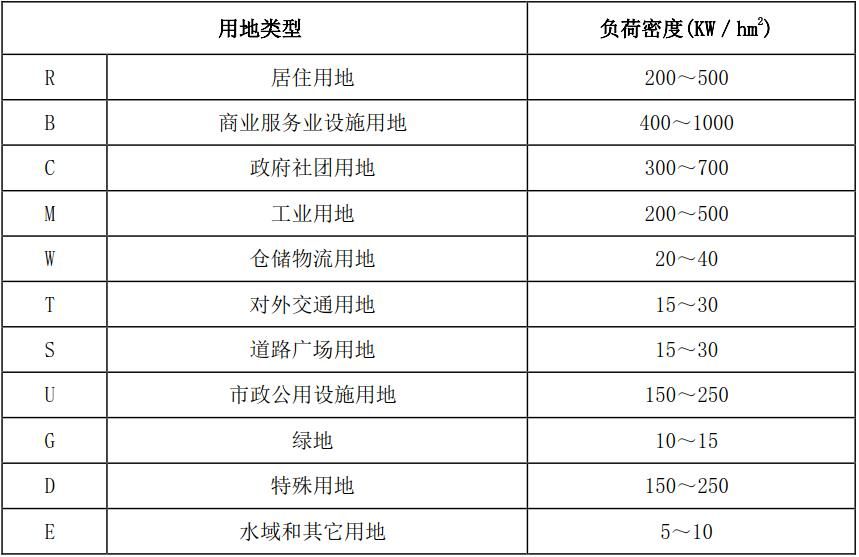 用地类型 负荷密度(KW／hm²)
R 居住用地 200～500
B 商业服务业设施用地 400～1000
C 政府社团用地 300～700
M 工业用地 200～500
W 仓储物流用地 20～40
T 对外交通用地 15～30
S 道路广场用地 15～30
U 市政公用设施用地 150～250
G 绿地 10～15
D 特殊用地 150～250
E 水域和其它用地 5～10